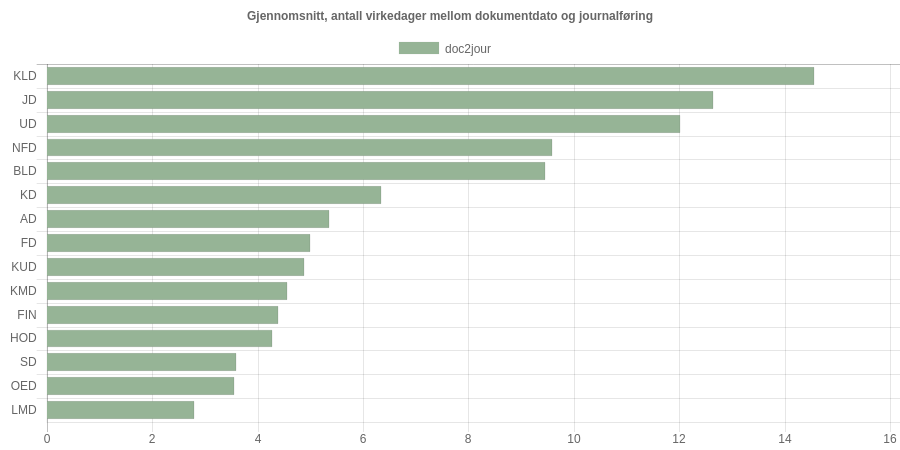 Gjennomsnitt, antall virkedager mellom dokumentdato og journalføring
doc2jour
KLD
JD
UD
NFD
BLD
KD
AD
FD
KUD
KMD
FIN
HOD
SD
OED
LMD
0 2 4 6 8 10 12 14 16